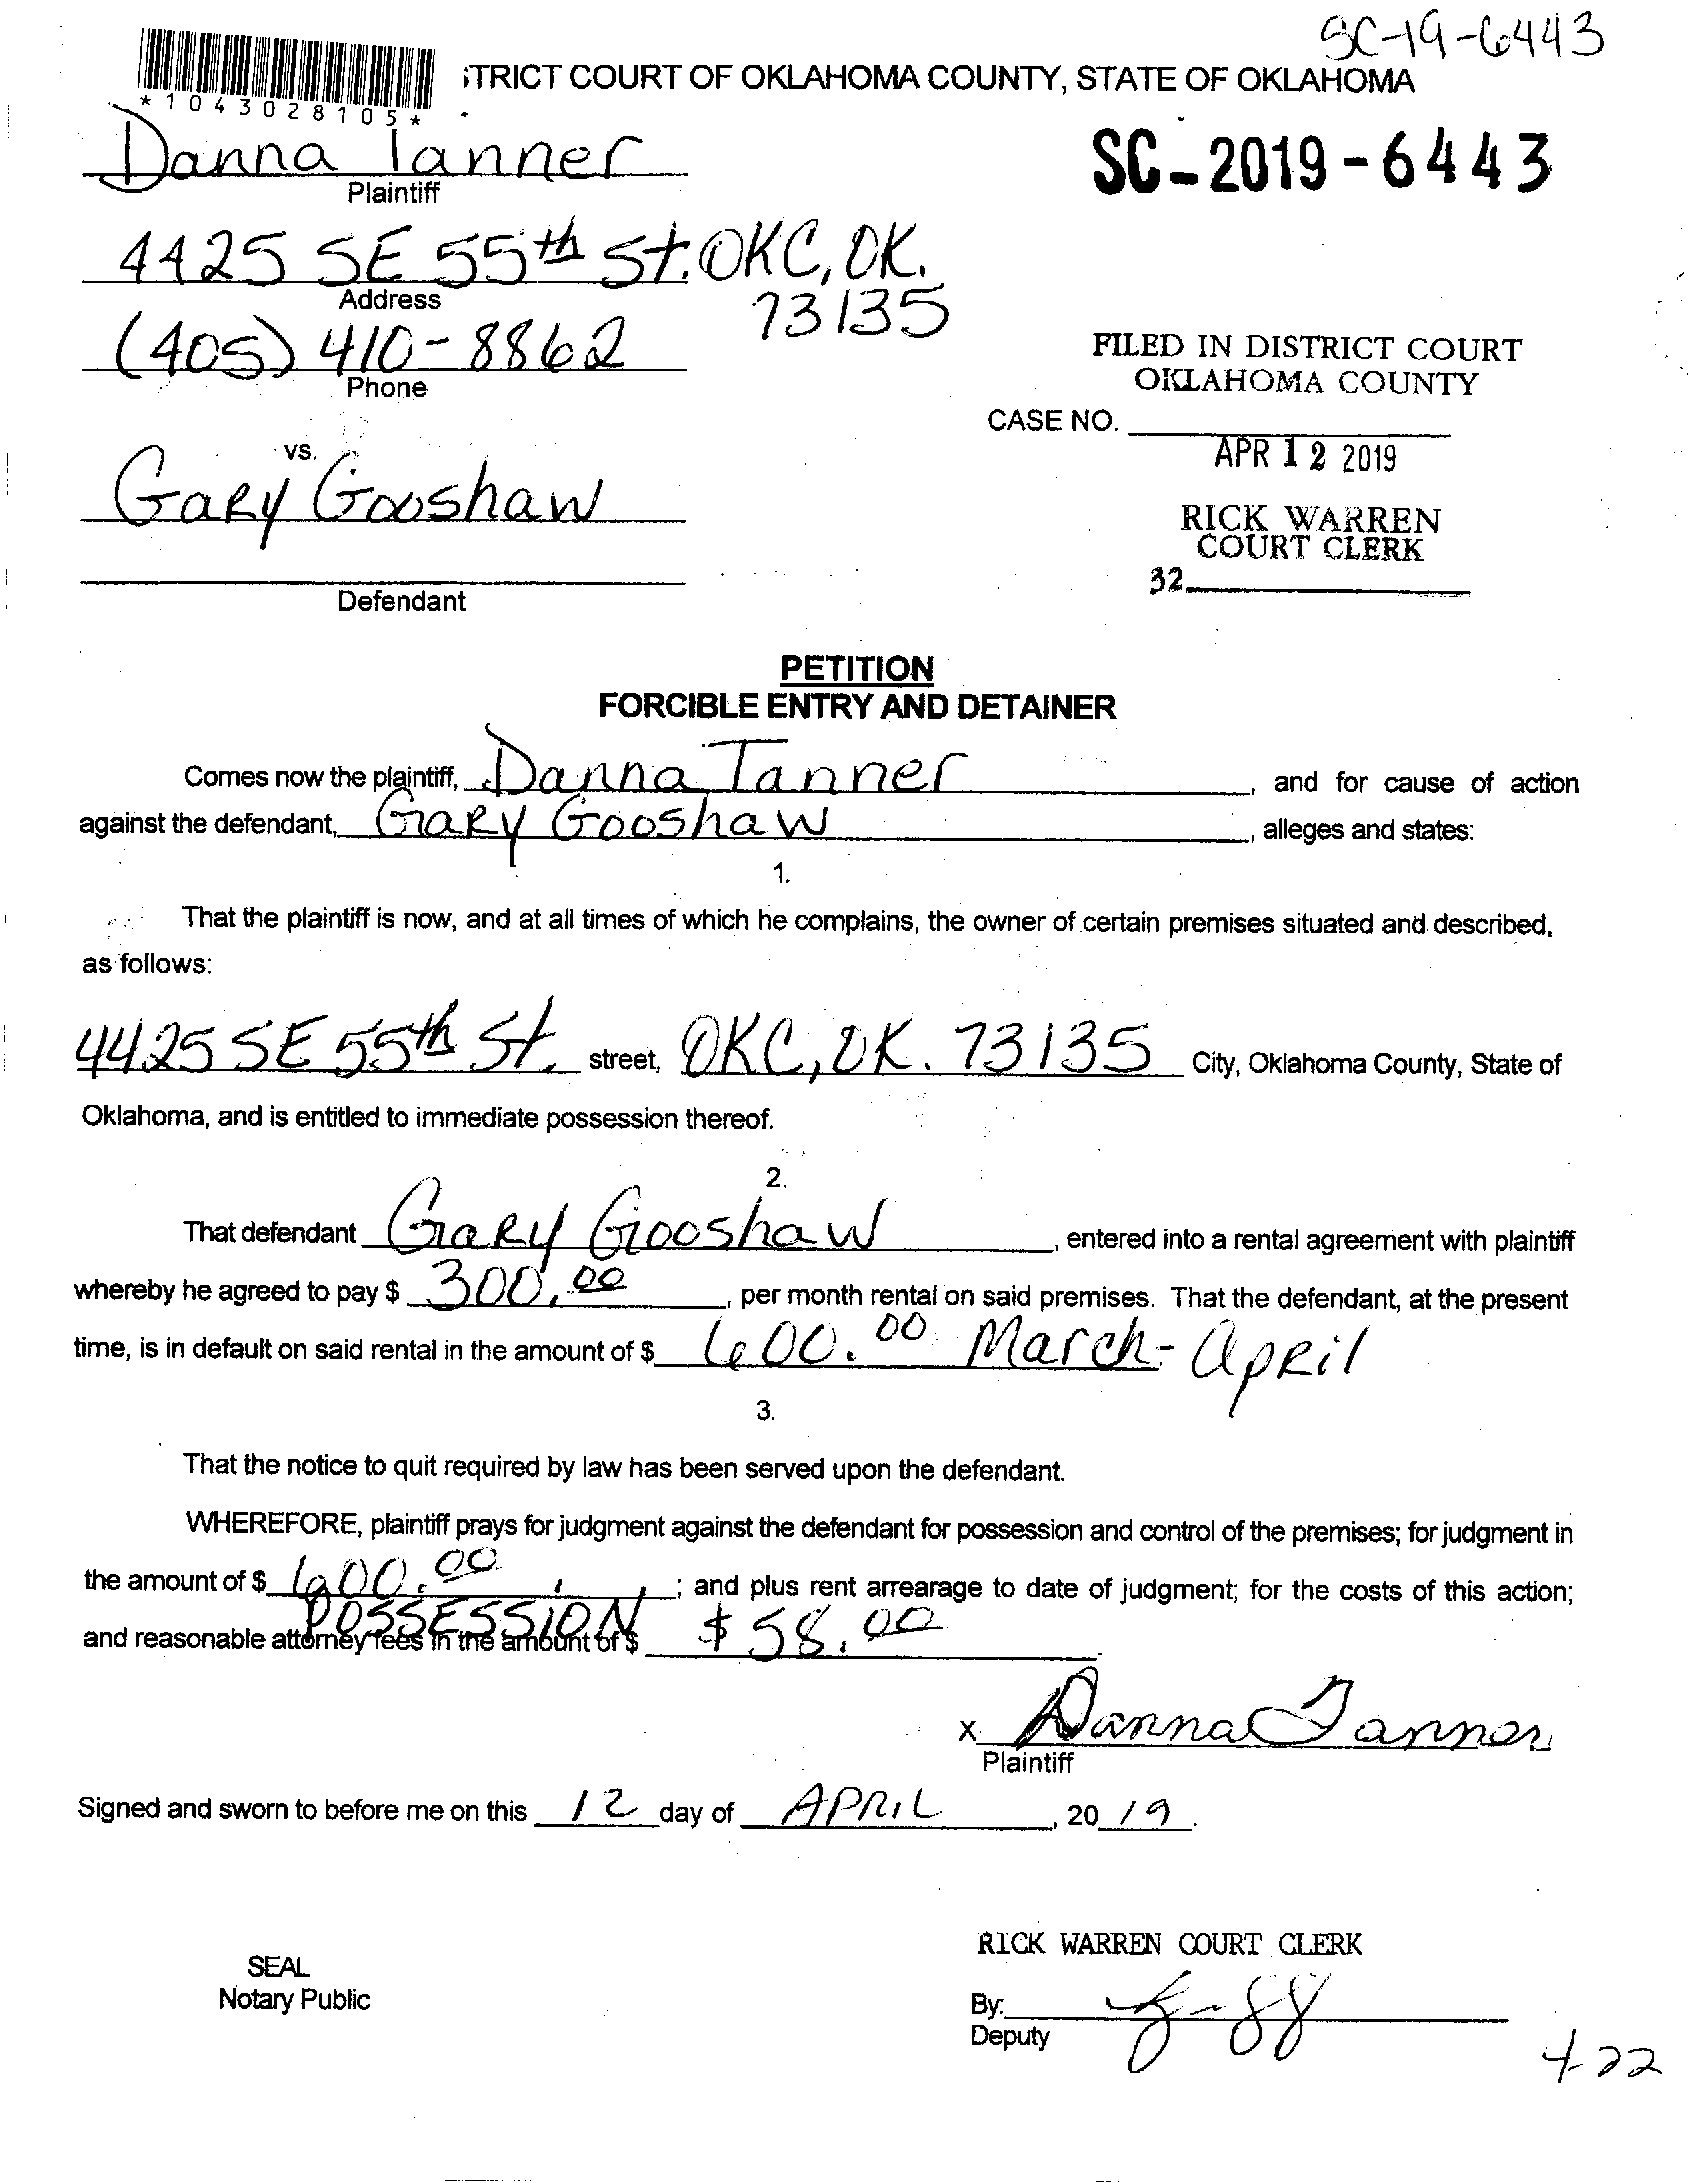 SC-19-6443
*1043028105*
iTRICT COURT OF OKLAHOMA COUNTY, STATE OF OKLAHOMA
Danna Tanner
Plaintiff
SC-2019-6443
4425 SE 55th St. OKC, OK.
73135
Address
(405) 410-8862
Phone
FILED IN DISTRICT COURT
OKLAHOMA COUNTY
CASE NO.
APR 12 2019
vs.
Gary Gooshaw
RICK WARREN
COURT CLERK
32
Defendant
PETITION
FORCIBLE ENTRY AND DETAINER
Comes now the plaintiff, Danna Tanner, and for cause of action
against the defendant, Gary Gooshaw, alleges and states:
1.
That the plaintiff is now, and at all times of which he complains, the owner of certain premises situated and described,
as follows:
4425 SE 55th St. street, OKC, OK. 73135 City, Oklahoma County, State of
Oklahoma, and is entitled to immediate possession thereof.
2.
That defendant Gary Gooshaw, entered into a rental agreement with plaintiff
whereby he agreed to pay $ 300.00, per month rental on said premises. That the defendant, at the present
time, is in default on said rental in the amount of $ 600.00 March-April
3.
That the notice to quit required by law has been served upon the defendant.
WHEREFORE, plaintiff prays for judgment against the defendant for possession and control of the premises; for judgment in
the amount of $ 600.00; and plus rent arrearage to date of judgment; for the costs of this action;
POSSESSION
and reasonable attorney fees in the amount of $ $58.00
x Danna Tanner
Plaintiff
Signed and sworn to before me on this 12 day of APRIL, 2019.
RICK WARREN COURT CLERK
SEAL
Notary Public
By:
Deputy
4-22